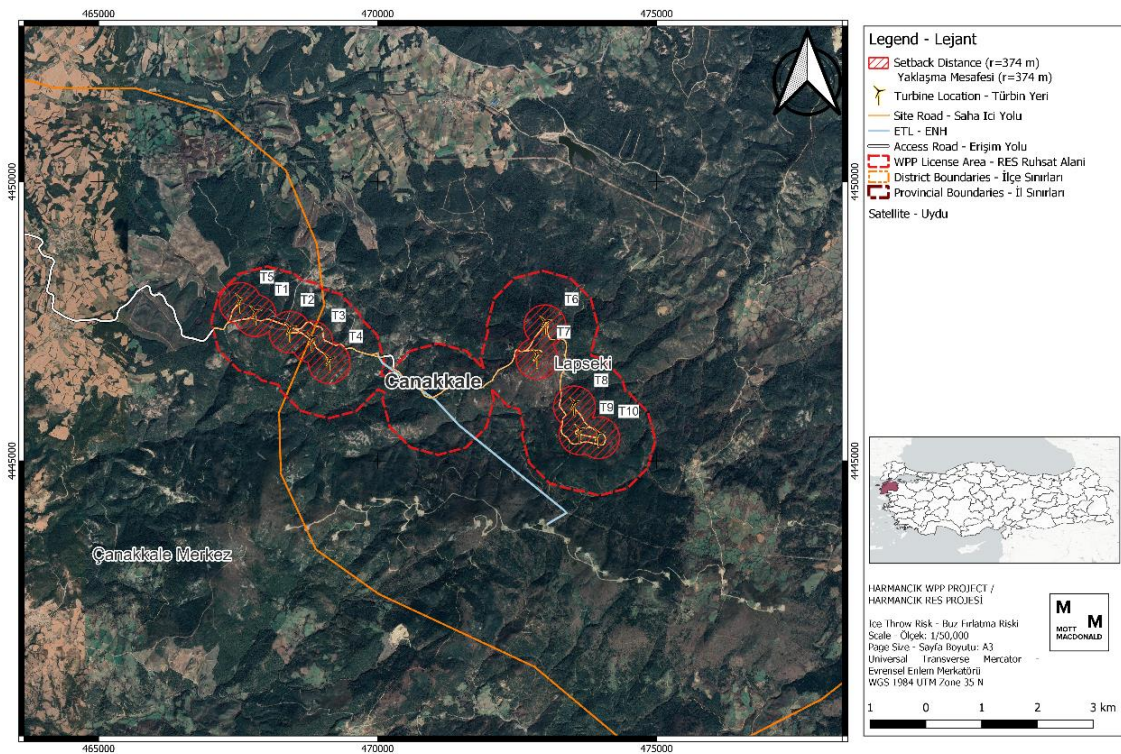 465000
470000
475000
4450000
4450000
4445000
4445000
T5
T1
T2
T3
T4
T6
T7
T8
T9
T10
Lapseki
Çanakkale
Çanakkale Merkez
465000
470000
475000
Legend - Lejant
Setback Distance (r=374 m)
Yaklaşma Mesafesi (r=374 m)
Turbine Location - Türbin Yeri
Site Road - Saha Ici Yolu
ETL - ENH
Access Road - Erişim Yolu
WPP License Area - RES Ruhsat Alani
District Boundaries - İlçe Sınırları
Provincial Boundaries - İl Sınırları
Satellite - Uydu
HARMANCIK WPP PROJECT /
HARMANCIK RES PROJESİ
Ice Throw Risk - Buz Fırlatma Riski
Scale - Ölçek: 1/50,000
Page Size - Sayfa Boyutu: A3
Universal Transverse Mercator -
Evrensel Enlem Merkatörü
WGS 1984 UTM Zone 35 N
M
M
MOTT
MACDONALD
1 0 1 2 3 km